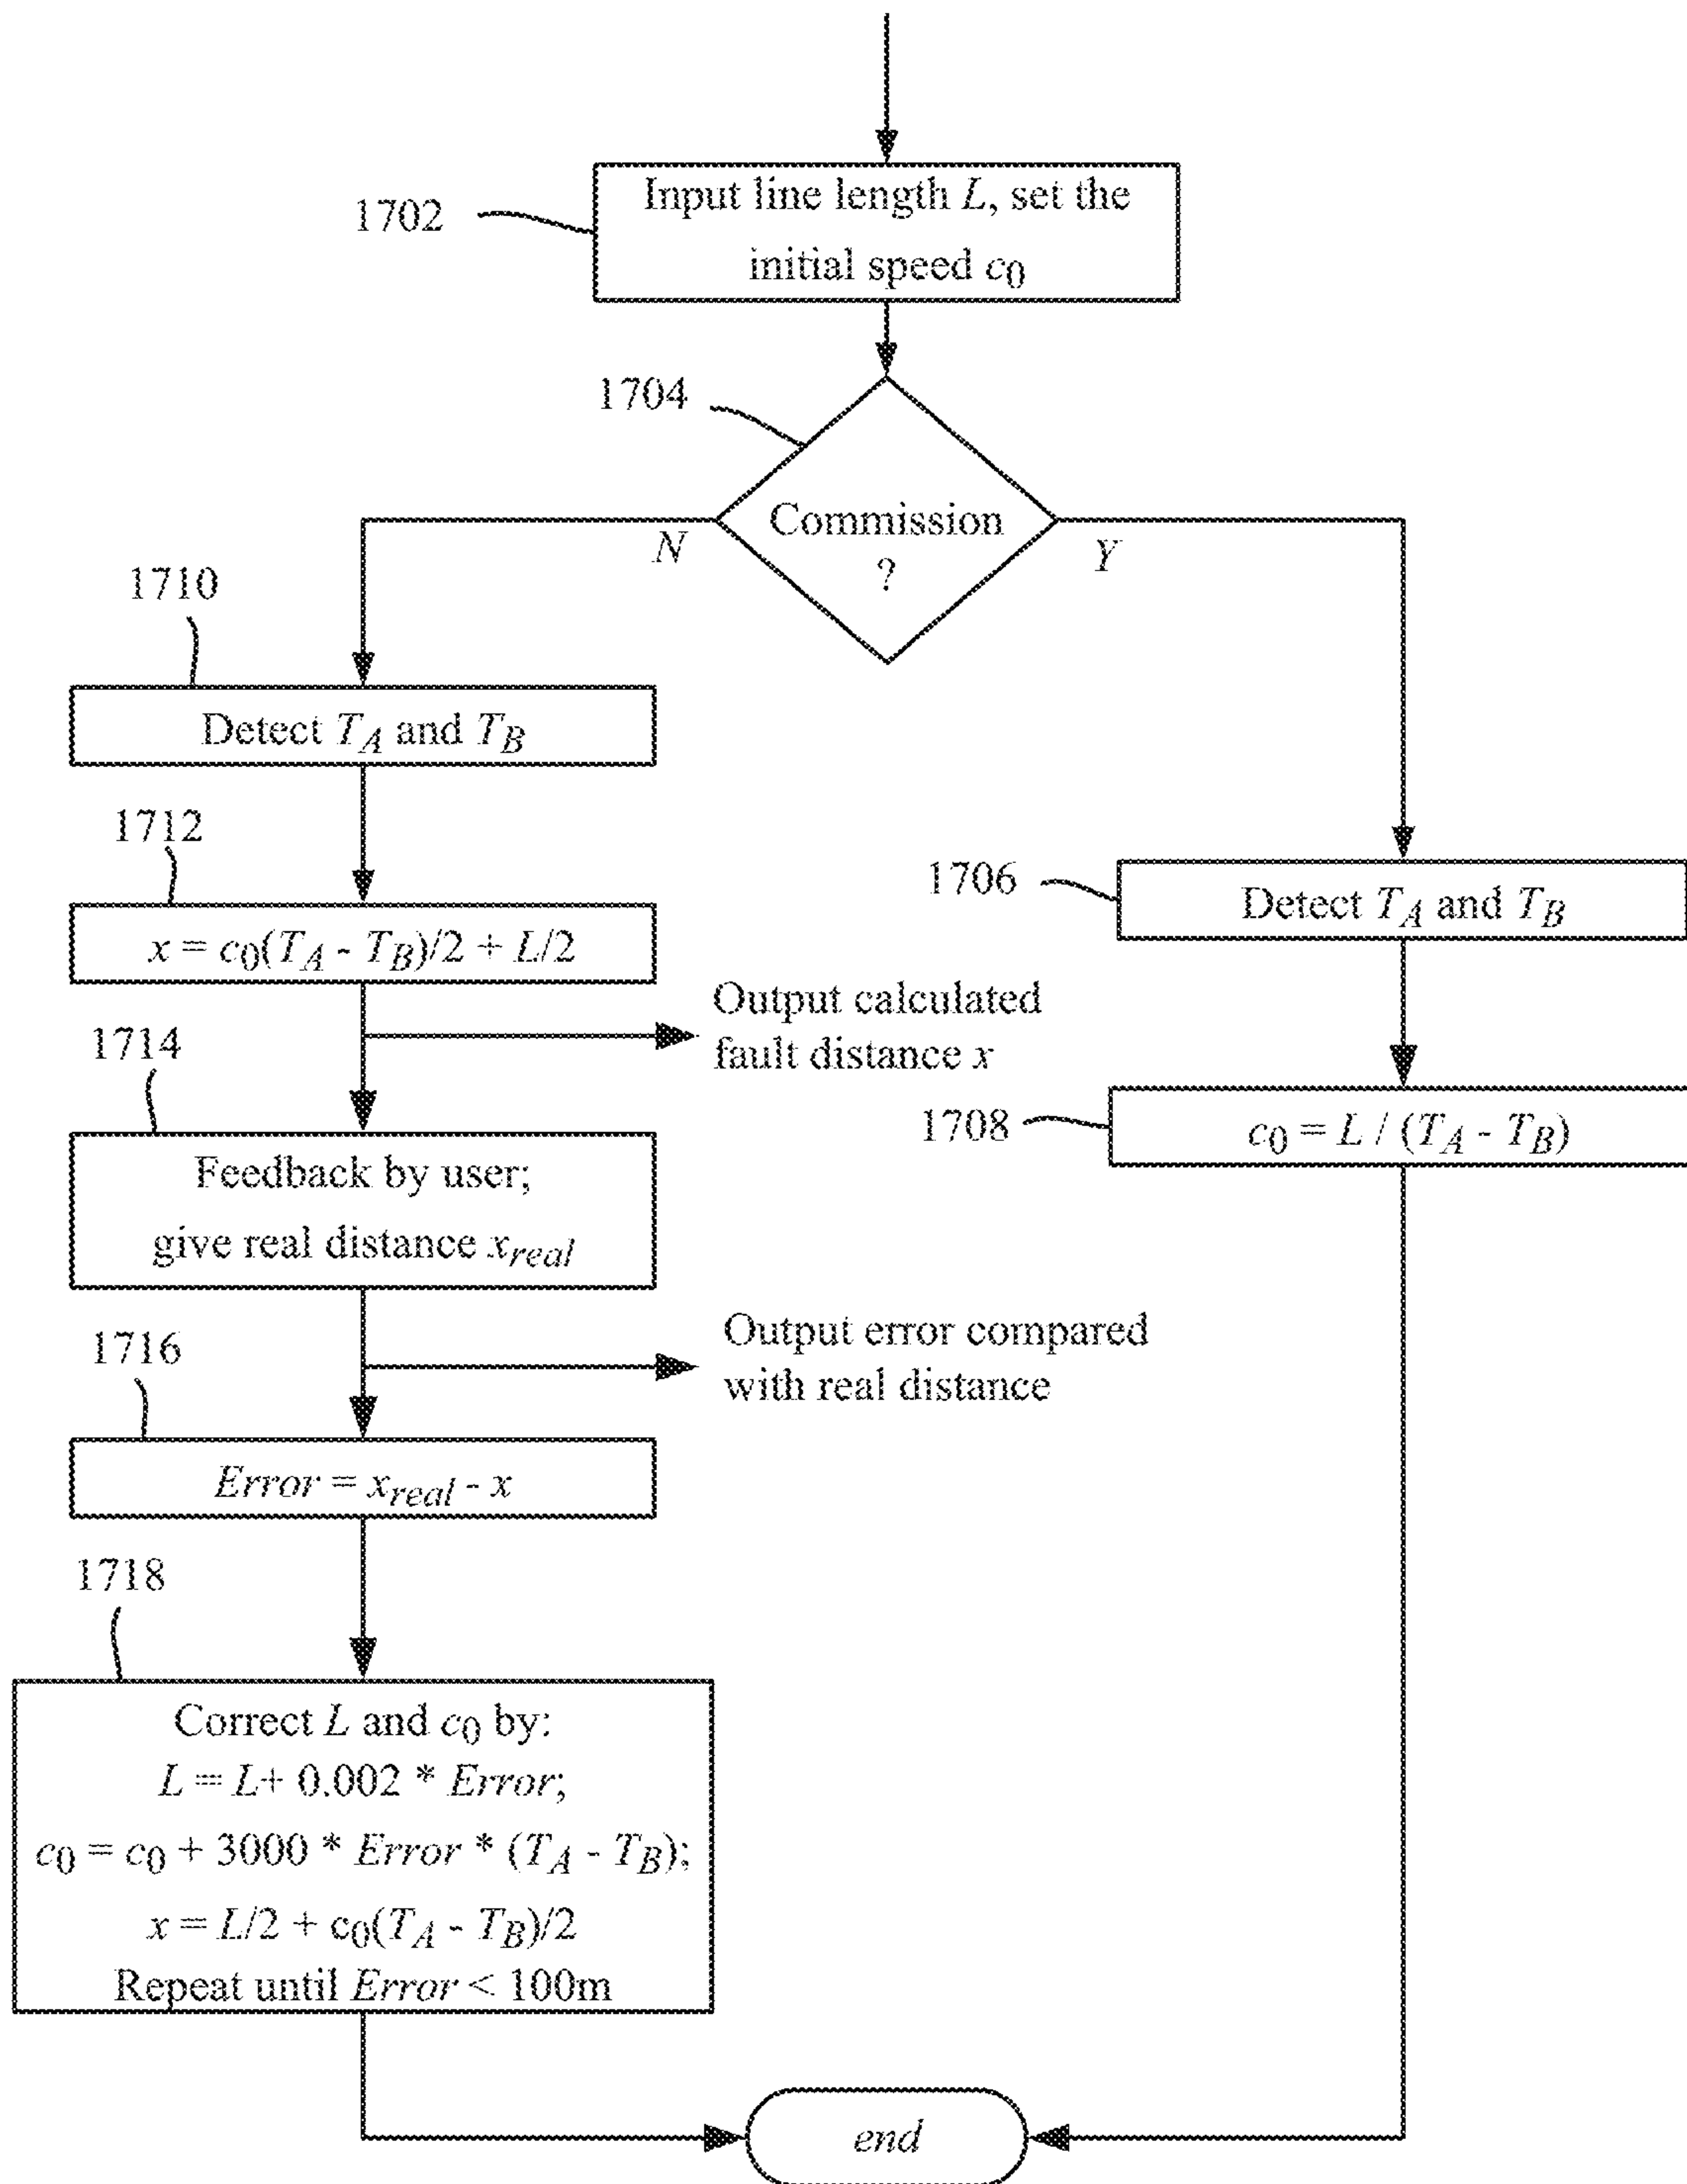 1702
Input line length L, set the
initial speed c0
1704
Commission
?
N
Y
1710
Detect TA and TB
1712
x = c0(TA - TB)/2 + L/2
Output calculated
fault distance x
1714
Feedback by user;
give real distance xreal
Output error compared
with real distance
1716
Error = xreal - x
1718
Correct L and c0 by:
L = L+ 0.002 * Error;
c0 = c0 + 3000 * Error * (TA - TB);
x = L/2 + c0(TA - TB)/2
Repeat until Error < 100m
1706
Detect TA and TB
1708
c0 = L / (TA - TB)
end